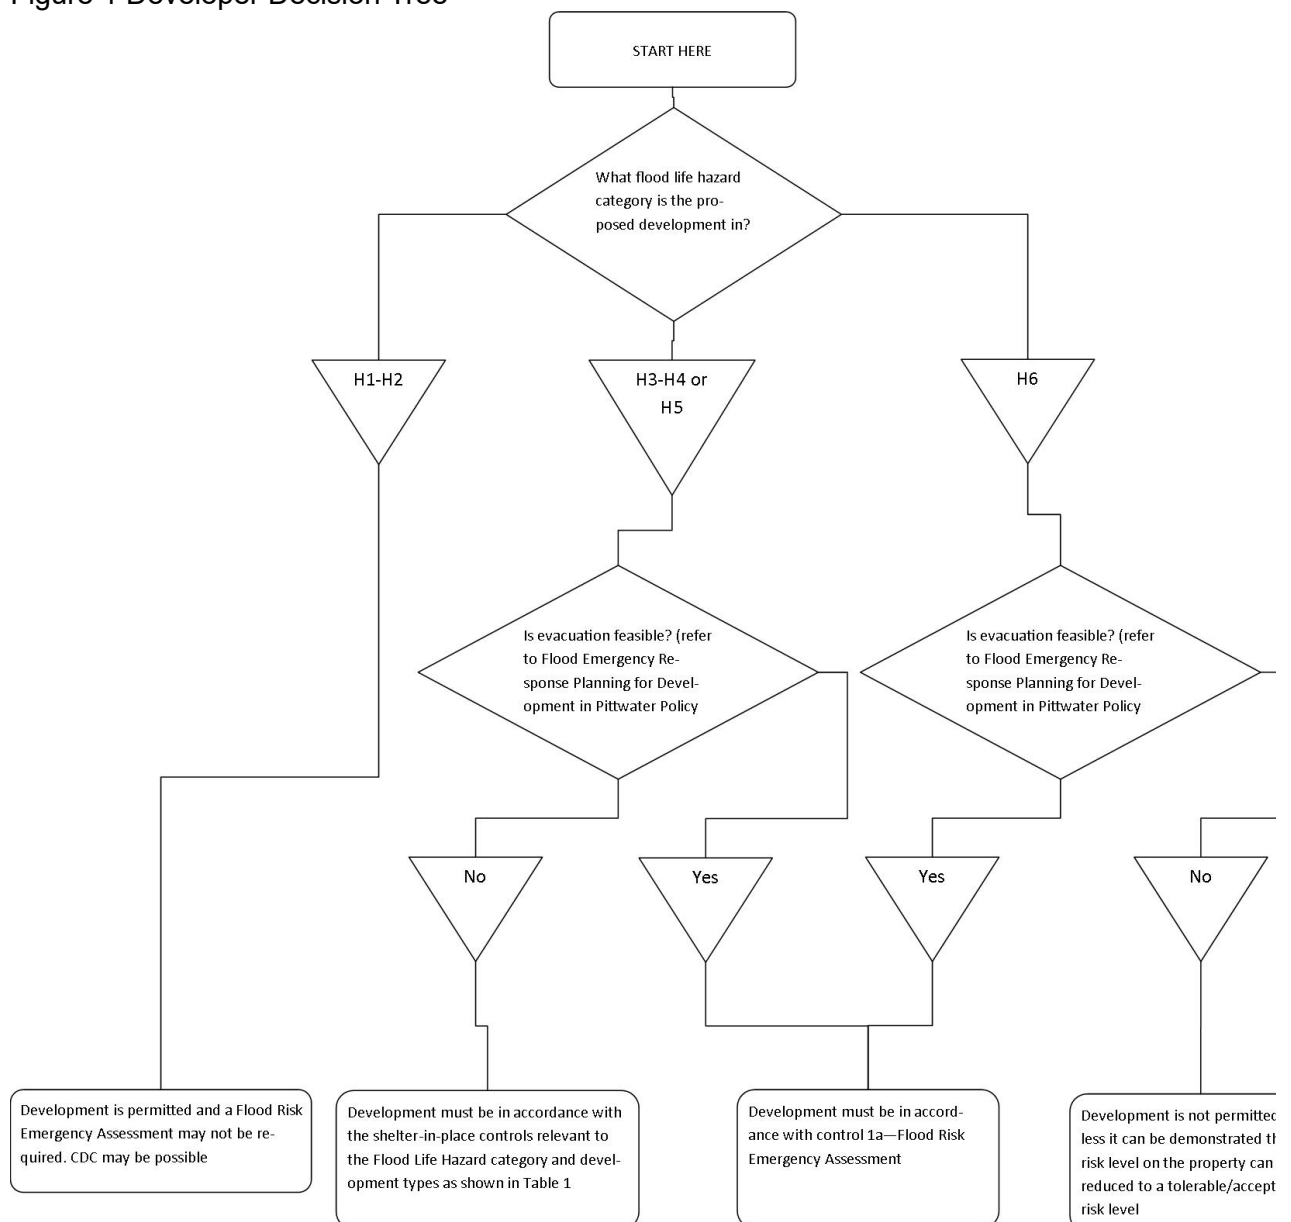 Figure 1 Developer Decision Tree
START HERE
What flood life hazard
category is the pro-
posed development in?
H1-H2
H3-H4 or
H5
H6
Is evacuation feasible? (refer
to Flood Emergency Re-
sponse Planning for Devel-
opment in Pittwater Policy
Is evacuation feasible? (refer
to Flood Emergency Re-
sponse Planning for Devel-
opment in Pittwater Policy
No
Yes
Yes
No
Development is permitted and a Flood Risk
Emergency Assessment may not be re-
quired. CDC may be possible
Development must be in accordance with
the shelter-in-place controls relevant to
the Flood Life Hazard category and devel-
opment types as shown in Table 1
Development must be in accord-
ance with control 1a—Flood Risk
Emergency Assessment
Development is not permitted
less it can be demonstrated
risk level on the property can
reduced to a tolerable/accept
risk level